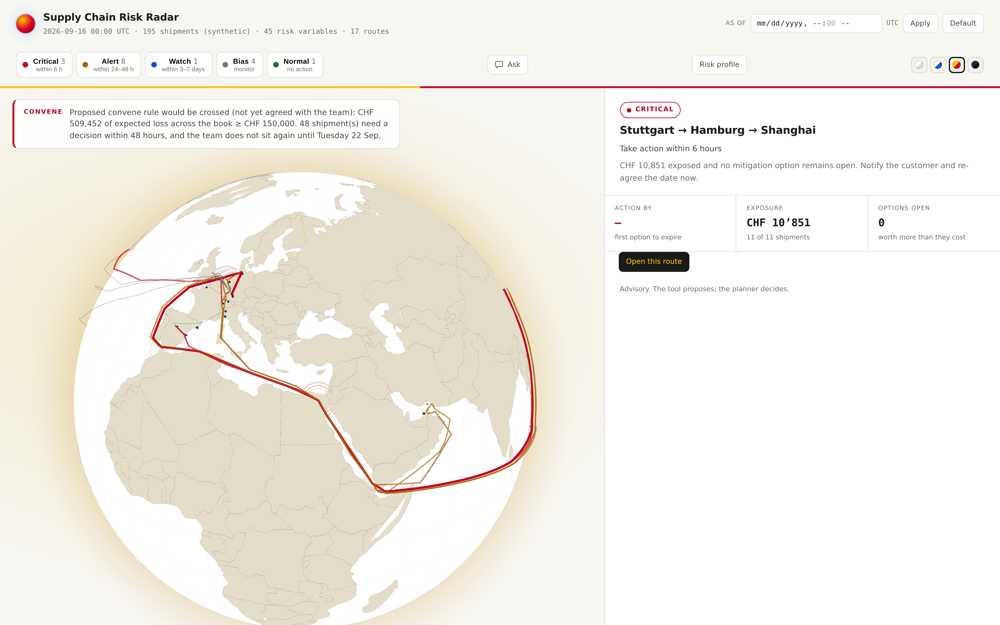 Supply Chain Risk Radar
2026-09-16 00:00 UTC · 195 shipments (synthetic) · 45 risk variables · 17 routes
AS OF
mm/dd/yyyy, --:00 --
UTC
Apply
Default
Critical 3
within 6 h
Alert 8
within 24–48 h
Watch 1
within 3–7 days
Bias 4
monitor
Normal 1
no action
Ask
Risk profile
CONVENE
Proposed convene rule would be crossed (not yet agreed with the team): CHF
509,452 of expected loss across the book ≥ CHF 150,000. 48 shipment(s) need a
decision within 48 hours, and the team does not sit again until Tuesday 22 Sep.
CRITICAL
Stuttgart → Hamburg → Shanghai
Take action within 6 hours
CHF 10,851 exposed and no mitigation option remains open. Notify the customer and re-
agree the date now.
ACTION BY
–
first option to expire
EXPOSURE
CHF 10’851
11 of 11 shipments
OPTIONS OPEN
0
worth more than they cost
Open this route
Advisory. The tool proposes; the planner decides.